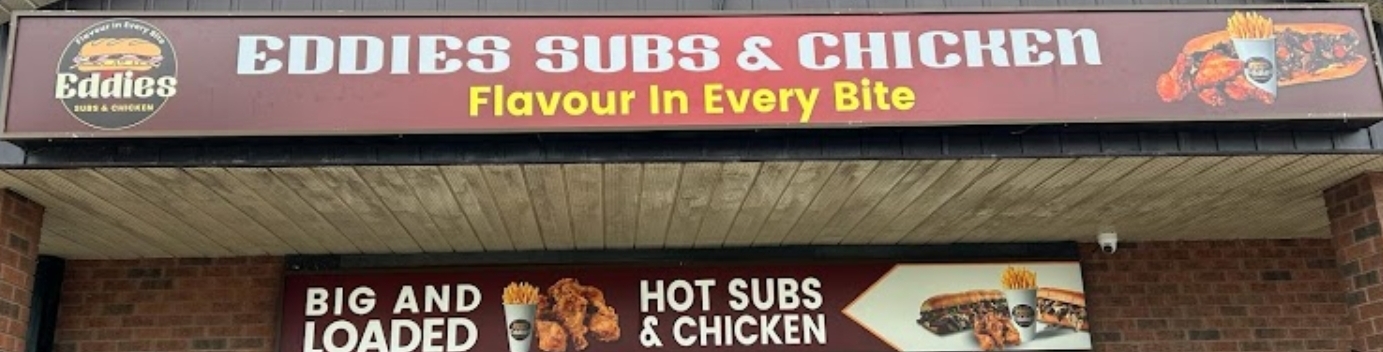 Flavour In Every Bite
Eddies
SUBS & CHICKEN
EDDIES SUBS & CHICKEN
Flavour In Every Bite
BIG AND
LOADED
HOT SUBS
& CHICKEN